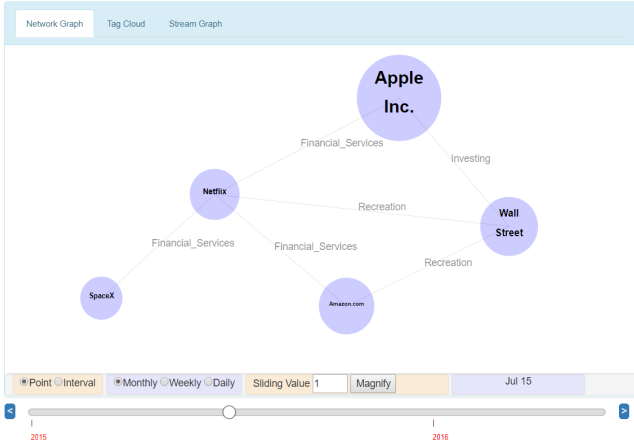 Network Graph Tag Cloud Stream Graph
Apple
Inc.
Financial_Services
Investing
Netflix
Recreation
Wall
Street
Financial_Services
Financial_Services
Recreation
SpaceX
Amazon.com
Point Interval Monthly Weekly Daily Sliding Value 1 Magnify Jul 15
< >
2015 2016